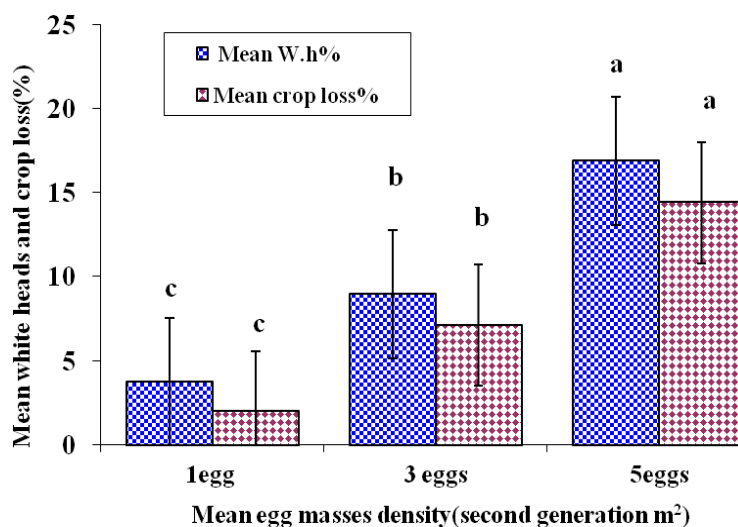 Mean white heads and crop loss(%)
25
20
15
10
5
0
Mean W.h%
Mean crop loss%
c
c
b
b
a
a
1egg
3 eggs
5eggs
Mean egg masses density(second generation m²)